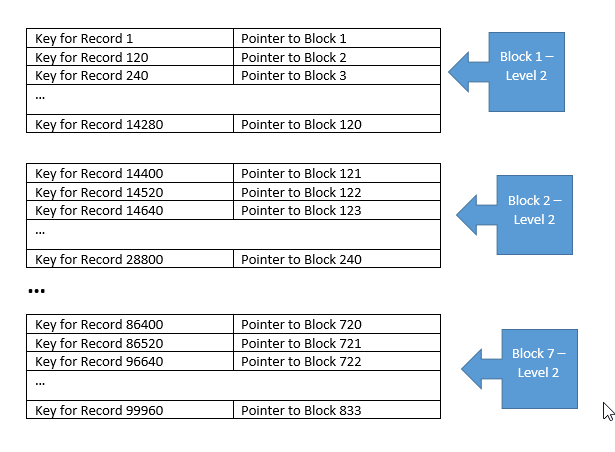 Key for Record 1 Pointer to Block 1
Key for Record 120 Pointer to Block 2
Key for Record 240 Pointer to Block 3
...
Key for Record 14280 Pointer to Block 120
Block 1 –
Level 2
Key for Record 14400 Pointer to Block 121
Key for Record 14520 Pointer to Block 122
Key for Record 14640 Pointer to Block 123
...
Key for Record 28800 Pointer to Block 240
Block 2 –
Level 2
...
Key for Record 86400 Pointer to Block 720
Key for Record 86520 Pointer to Block 721
Key for Record 96640 Pointer to Block 722
...
Key for Record 99960 Pointer to Block 833
Block 7 –
Level 2